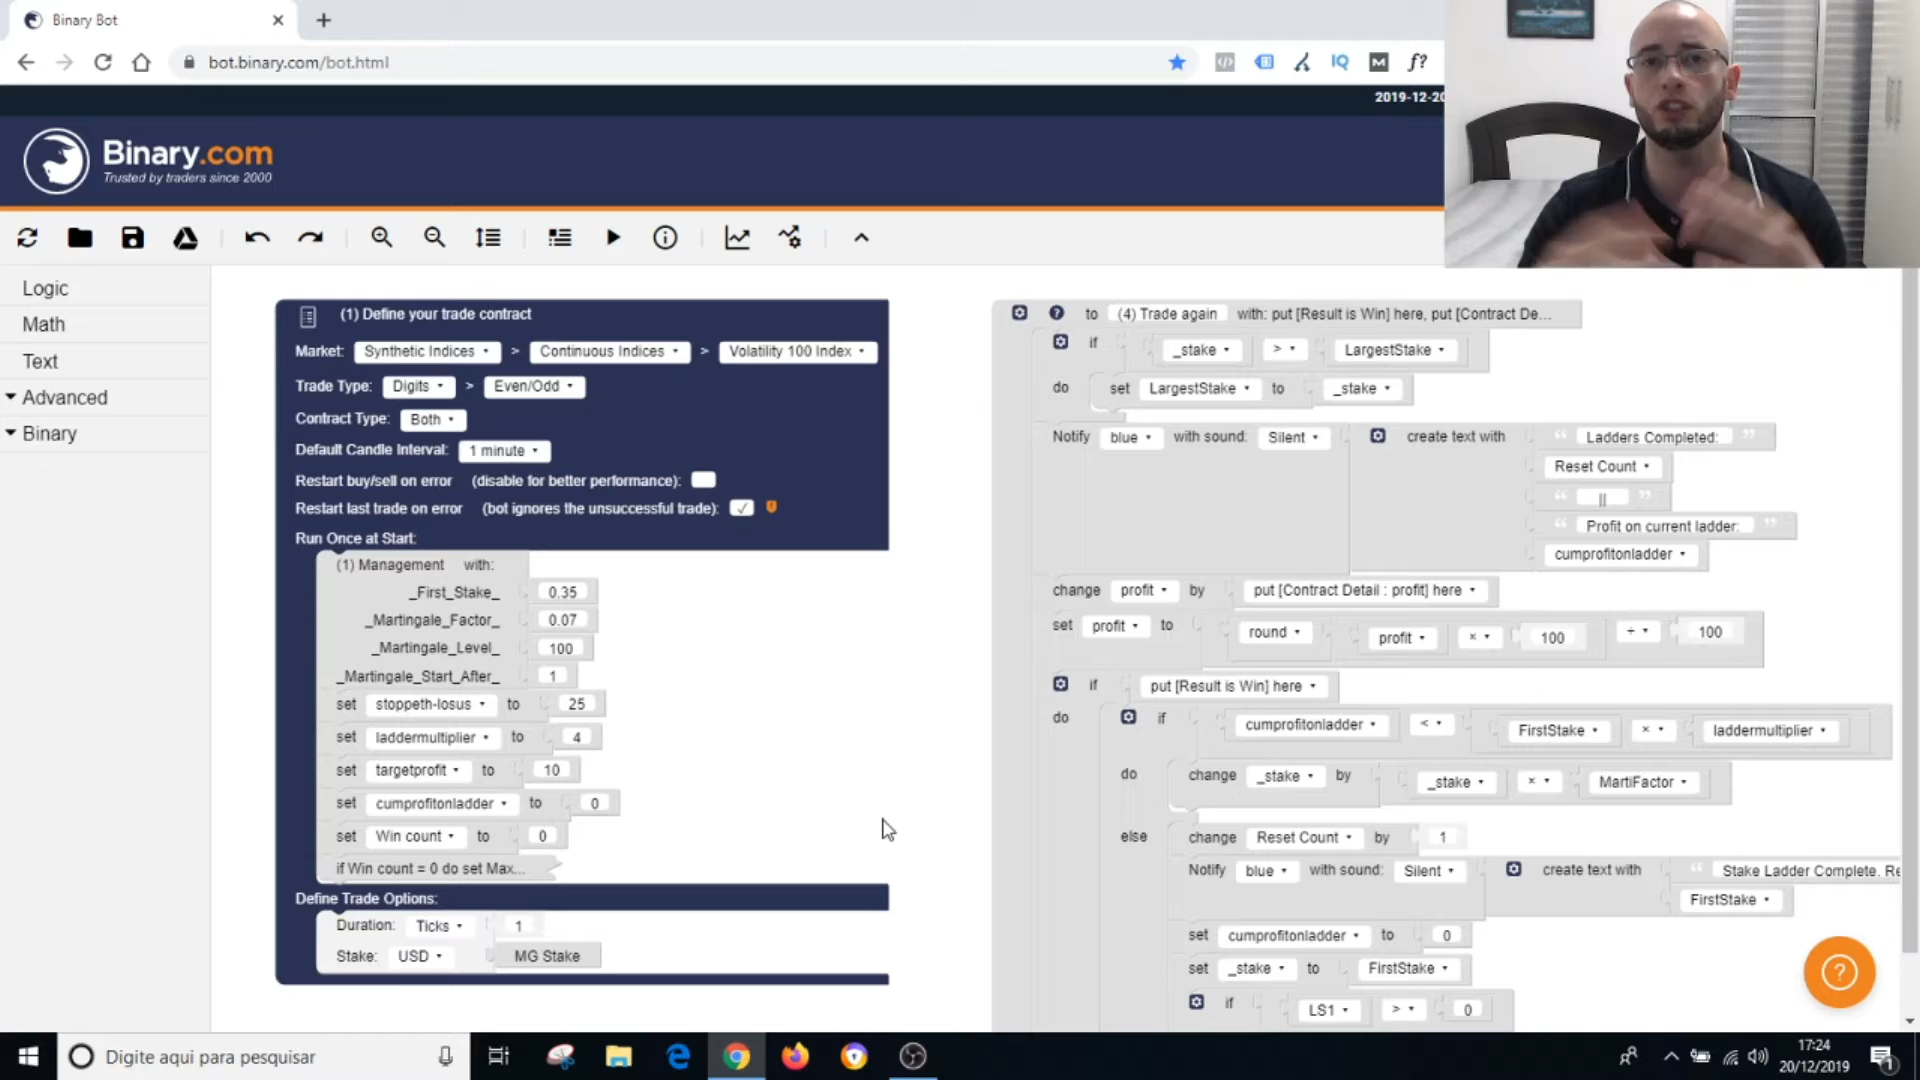 Binary Bot
bot.binary.com/bot.html
IQ
M
f?
2019-12-20
Binary.com
Trusted by traders since 2000
Logic
Math
Text
Advanced
Binary
(1) Define your trade contract
Market: Synthetic Indices > Continuous Indices > Volatility 100 Index
Trade Type: Digits > Even/Odd
Contract Type: Both
Default Candle Interval: 1 minute
Restart buy/sell on error (disable for better performance):
Restart last trade on error (bot ignores the unsuccessful trade):
Run Once at Start:
(1) Management with:
_First_Stake_ 0.35
_Martingale_Factor_ 0.07
_Martingale_Level_ 100
_Martingale_Start_After_ 1
set stoppeth-losus to 25
set laddermultiplier to 4
set targetprofit to 10
set cumprofitonladder to 0
set Win count to 0
if Win count = 0 do set Max...
Define Trade Options:
Duration: Ticks 1
Stake: USD MG Stake
to (4) Trade again with: put [Result is Win] here, put [Contract De...
if _stake > LargestStake
do set LargestStake to _stake
Notify blue with sound: Silent create text with “ Ladders Completed: ”
Reset Count
“ || ”
“ Profit on current ladder: ”
cumprofitonladder
change profit by put [Contract Detail : profit] here
set profit to round profit × 100 ÷ 100
if put [Result is Win] here
do if cumprofitonladder < FirstStake × laddermultiplier
do change _stake by _stake × MartiFactor
else change Reset Count by 1
Notify blue with sound: Silent create text with “ Stake Ladder Complete. Re
FirstStake
set cumprofitonladder to 0
set _stake to FirstStake
if LS1 > 0
?
Digite aqui para pesquisar
17:24
20/12/2019
1